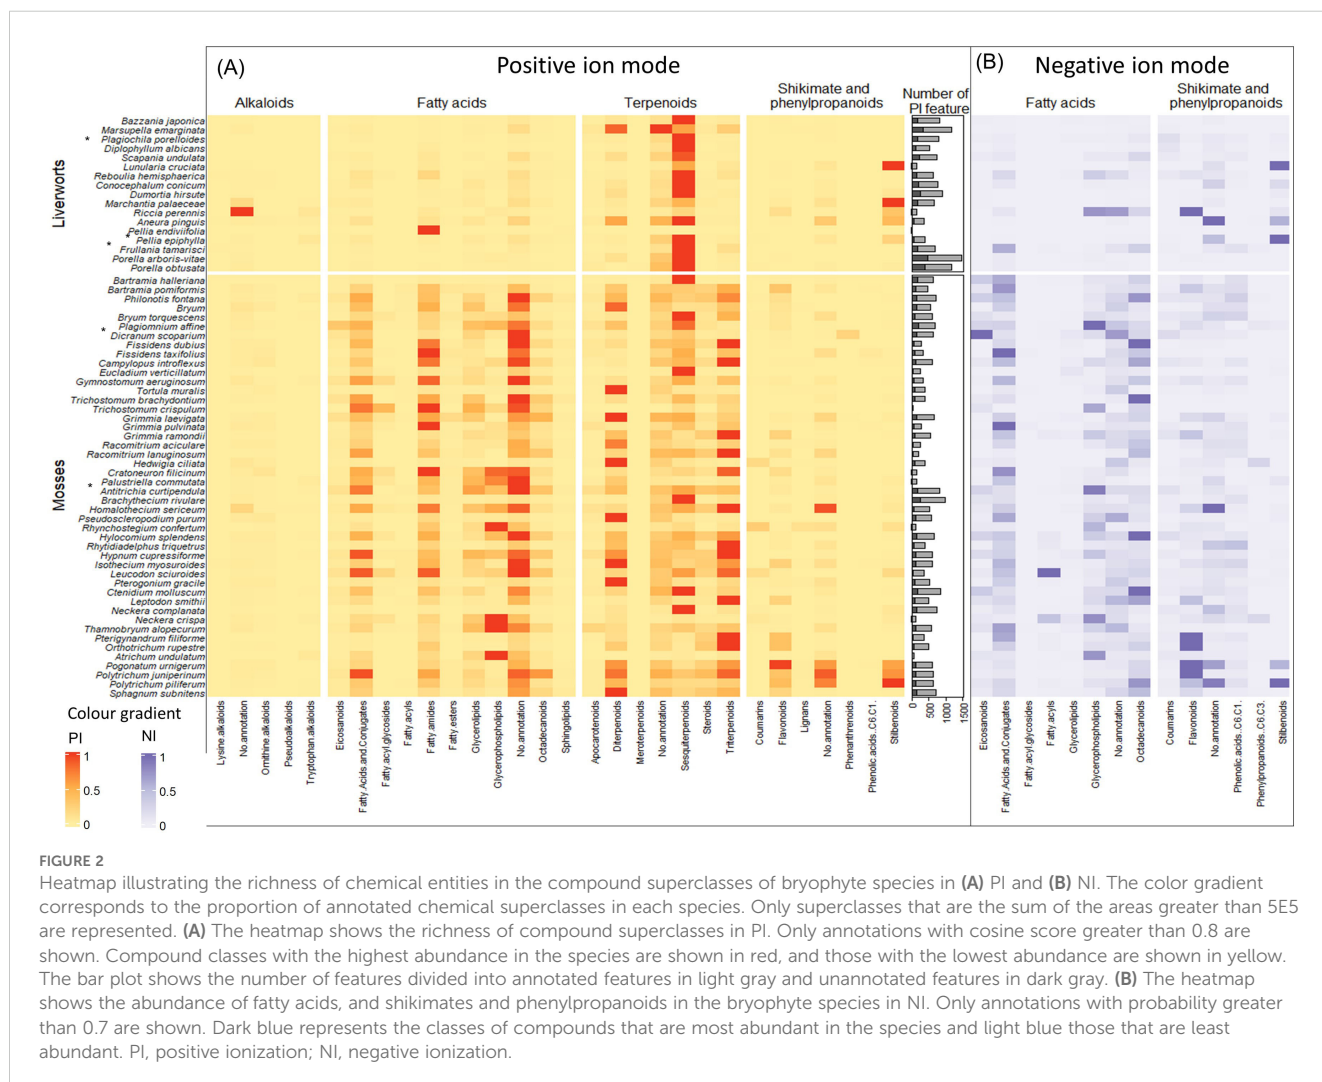 (A)
Positive ion mode
(B)
Negative ion mode
Alkaloids
Fatty acids
Terpenoids
Shikimate and
phenylpropanoids
Number of
PI feature
Fatty acids
Shikimate and
phenylpropanoids
Liverworts
Bazzania japonica
Marsupella emarginata
* Plagiochila porelloides
Diplophyllum albicans
Scapania undulata
Lunularia cruciata
Reboulia hemisphaerica
Conocephalum conicum
Dumortia hirsute
Marchantia palaeceae
Riccia perennis
Aneura pinguis
* Pellia endiviifolia
* Pellia epiphylla
Frullania tamarisci
Porella arboris-vitae
Porella obtusata
Mosses
Bartramia halleriana
Bartramia pomiformis
Philonotis fontana
Bryum
Bryum torquescens
* Plagiomnium affine
Dicranum scoparium
Fissidens dubius
Fissidens taxifolius
Campylopus introflexus
Eucladium verticillatum
Gymnostomum aeruginosum
Tortula muralis
Trichostomum brachydontium
Trichostomum crispulum
Grimmia laevigata
Grimmia pulvinata
Grimmia ramondii
Racomitrium aciculare
Racomitrium lanuginosum
Hedwigia ciliata
Cratoneuron filicinum
Palustriella commutata
* Antitrichia curtipendula
Brachythecium rivulare
Homalothecium sericeum
Pseudoscleropodium purum
Rhynchostegium confertum
Hylocomium splendens
Rhytidiadelphus triquetrus
Hypnum cupressiforme
Isothecium myosuroides
Leucodon sciuroides
Pterogonium gracile
Ctenidium molluscum
Leptodon smithii
Neckera complanata
Neckera crispa
Thamnobryum alopecurum
Pterigynandrum filiforme
Orthotrichum rupestre
Atrichum undulatum
Pogonatum urnigerum
Polytrichum juniperinum
Polytrichum piliferum
Sphagnum subnitens
Lysine.alkaloids
No.annotation
Ornithine.alkaloids
Pseudoalkaloids
Tryptophan.alkaloids
Eicosanoids
Fatty.Acids.and.Conjugates
Fatty.acyl.glycosides
Fatty.acyls
Fatty.amides
Fatty.esters
Glycerolipids
Glycerophospholipids
No.annotation
Octadecanoids
Sphingolipids
Apocarotenoids
Diterpenoids
Meroterpenoids
No.annotation
Sesquiterpenoids
Steroids
Triterpenoids
Coumarins
Flavonoids
Lignans
No.annotation
Phenanthrenoids
Phenolic.acids..C6.C1.
Stilbenoids
0
500
1000
1500
Eicosanoids
Fatty.Acids.and.Conjugates
Fatty.acyl.glycosides
Fatty.acyls
Glycerolipids
Glycerophospholipids
No.annotation
Octadecanoids
Coumarins
Flavonoids
No.annotation
Phenolic.acids..C6.C1.
Phenylpropanoids..C6.C3.
Stilbenoids
Colour gradient
PI
NI
1
0.5
0
1
0.5
0
FIGURE 2
Heatmap illustrating the richness of chemical entities in the compound superclasses of bryophyte species in (A) PI and (B) NI. The color gradient
corresponds to the proportion of annotated chemical superclasses in each species. Only superclasses that are the sum of the areas greater than 5E5
are represented. (A) The heatmap shows the richness of compound superclasses in PI. Only annotations with cosine score greater than 0.8 are
shown. Compound classes with the highest abundance in the species are shown in red, and those with the lowest abundance are shown in yellow.
The bar plot shows the number of features divided into annotated features in light gray and unannotated features in dark gray. (B) The heatmap
shows the abundance of fatty acids, and shikimates and phenylpropanoids in the bryophyte species in NI. Only annotations with probability greater
than 0.7 are shown. Dark blue represents the classes of compounds that are most abundant in the species and light blue those that are least
abundant. PI, positive ionization; NI, negative ionization.